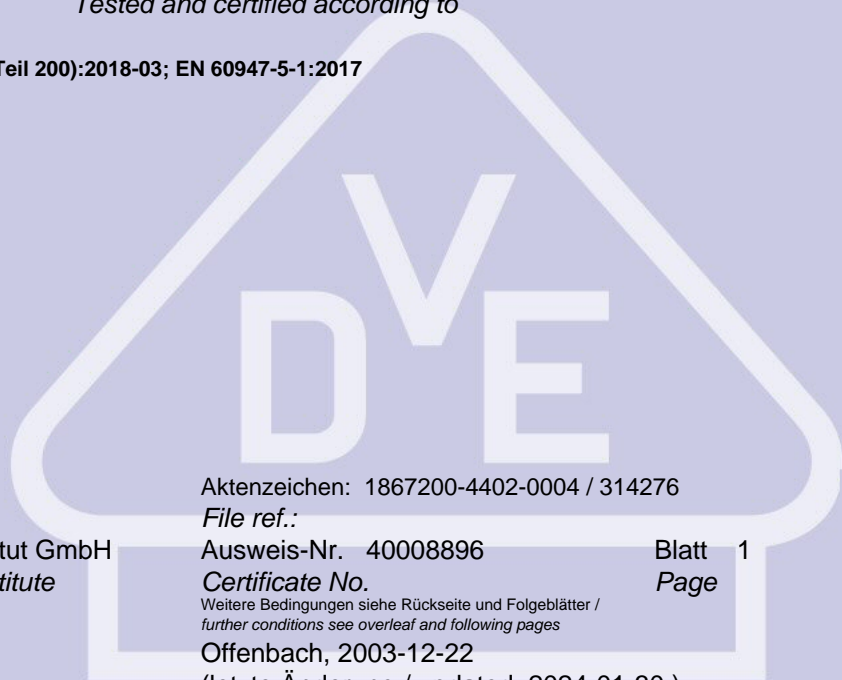 Tested and certified according to
Teil 200):2018-03; EN 60947-5-1:2017
D V E
Aktenzeichen: 1867200-4402-0004 / 314276
File ref.:
tut GmbH Ausweis-Nr. 40008896 Blatt 1
titute Certificate No. Page
Weitere Bedingungen siehe Rückseite und Folgeblätter /
further conditions see overleaf and following pages
Offenbach, 2003-12-22